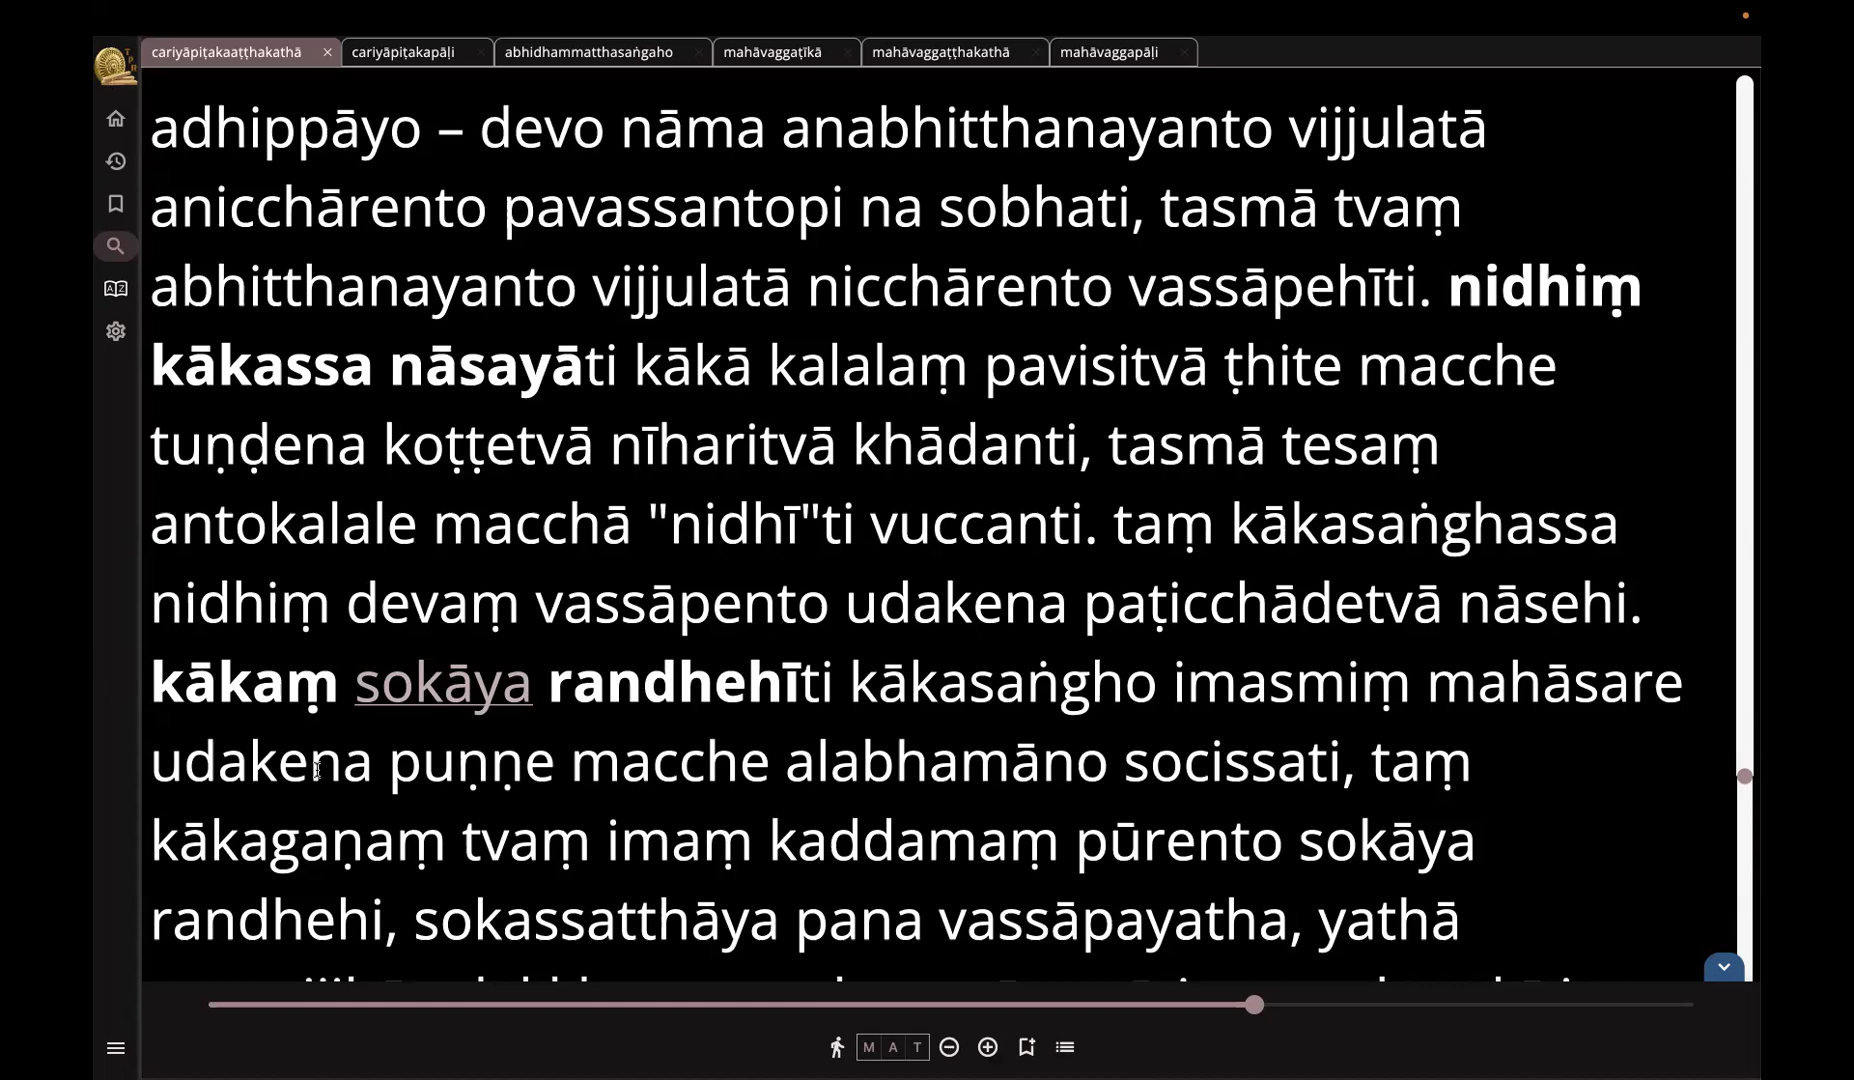 cariyāpiṭakaaṭṭhakathā × cariyāpiṭakapāḷi × abhidhammatthasaṅgaho × mahāvaggaṭīkā × mahāvaggaṭṭhakathā × mahāvaggapāḷi ×
adhippāyo – devo nāma anabhitthanayanto vijjulatā
anicchārento pavassantopi na sobhati, tasmā tvaṃ
abhitthanayanto vijjulatā nicchārento vassāpehīti. nidhiṃ
kākassa nāsayāti kākā kalalaṃ pavisitvā ṭhite macche
tuṇḍena koṭṭetvā nīharitvā khādanti, tasmā tesaṃ
antokalale macchā "nidhī"ti vuccanti. taṃ kākasaṅghassa
nidhiṃ devaṃ vassāpento udakena paṭicchādetvā nāsehi.
kākaṃ sokāya randhehīti kākasaṅgho imasmiṃ mahāsare
udakena puṇṇe macche alabhamāno socissati, taṃ
kākagaṇaṃ tvaṃ imaṃ kaddamaṃ pūrento sokāya
randhehi, sokassatthāya pana vassāpayatha, yathā
M A T